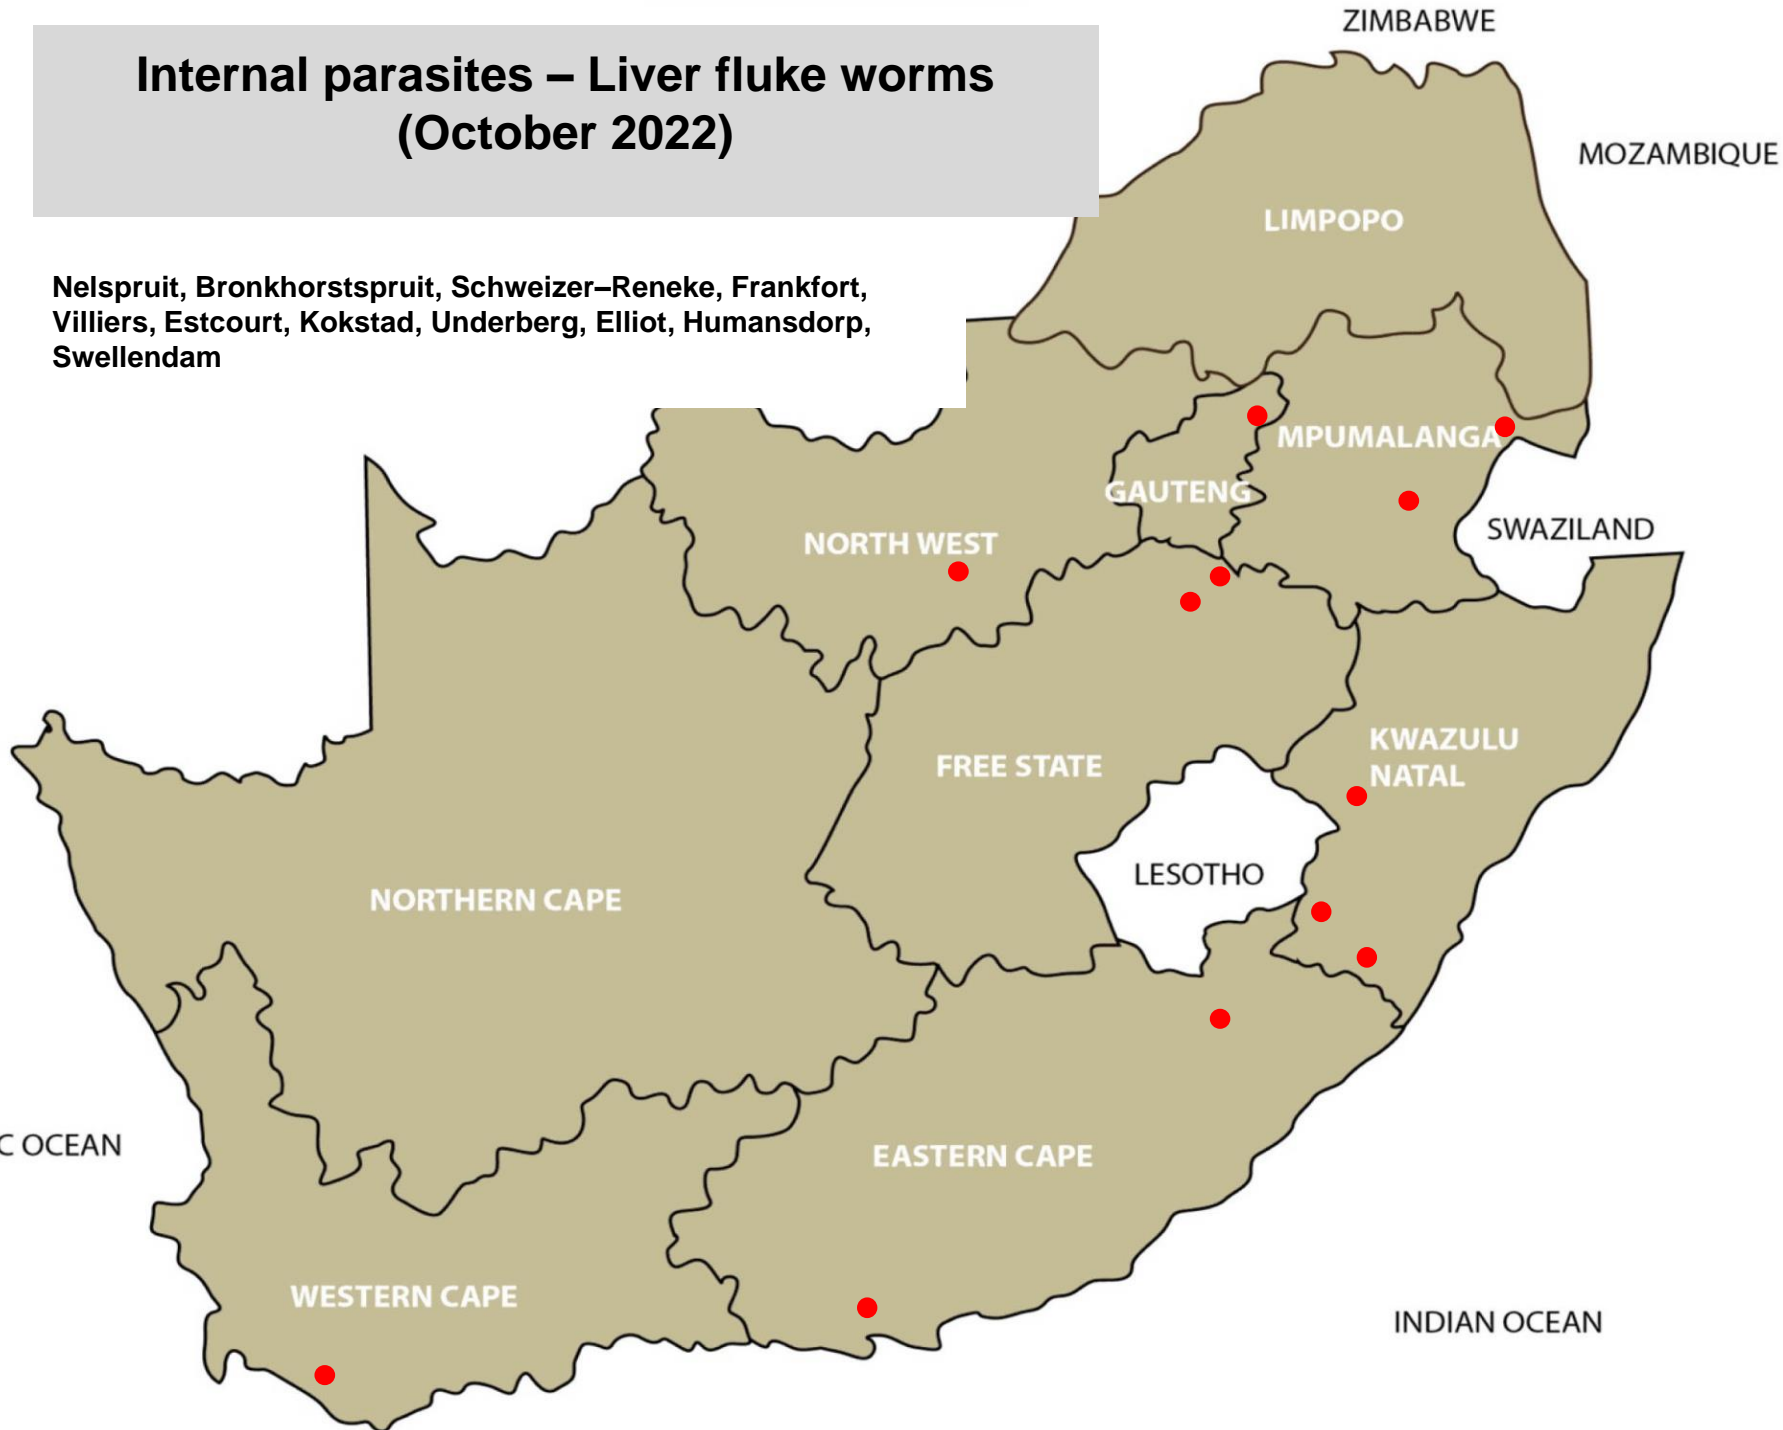 Internal parasites – Liver fluke worms
(October 2022)
Nelspruit, Bronkhorstspruit, Schweizer–Reneke, Frankfort,
Villiers, Estcourt, Kokstad, Underberg, Elliot, Humansdorp,
Swellendam
ZIMBABWE
MOZAMBIQUE
LIMPOPO
MPUMALANGA
GAUTENG
SWAZILAND
NORTH WEST
KWAZULU
NATAL
FREE STATE
LESOTHO
NORTHERN CAPE
C OCEAN
EASTERN CAPE
WESTERN CAPE
INDIAN OCEAN